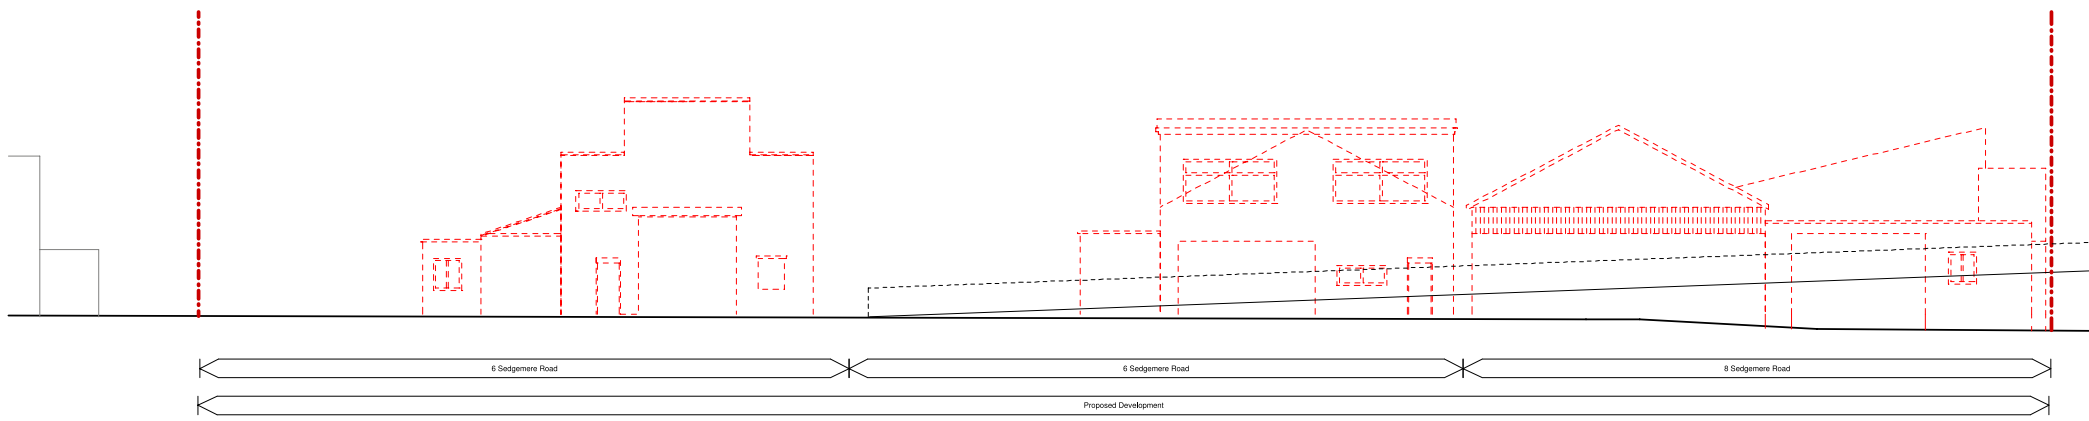 6 Sedgemere Road
6 Sedgemere Road
8 Sedgemere Road
Proposed Development